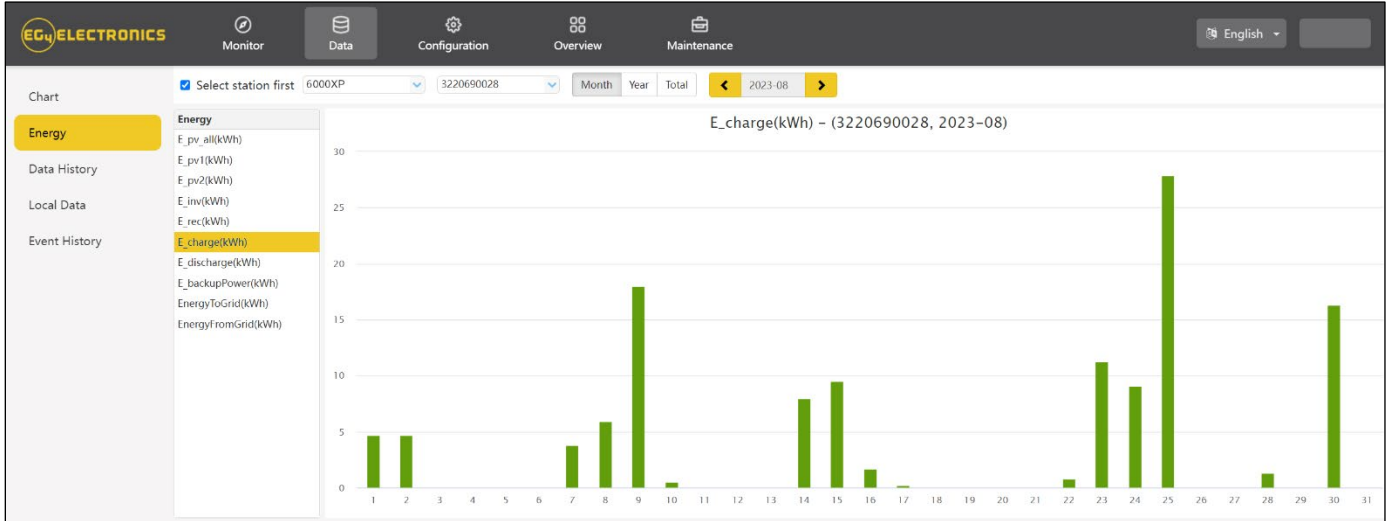 EG4 ELECTRONICS
Monitor
Data
Configuration
Overview
Maintenance
English
Chart
Energy
Data History
Local Data
Event History
Select station first 6000XP 3220690028 Month Year Total 2023-08
Energy
E_pv_all(kWh)
E_pv1(kWh)
E_pv2(kWh)
E_inv(kWh)
E_rec(kWh)
E_charge(kWh)
E_discharge(kWh)
E_backupPower(kWh)
EnergyToGrid(kWh)
EnergyFromGrid(kWh)
E_charge(kWh) - (3220690028, 2023-08)
30
25
20
15
10
5
0
1 2 3 4 5 6 7 8 9 10 11 12 13 14 15 16 17 18 19 20 21 22 23 24 25 26 27 28 29 30 31